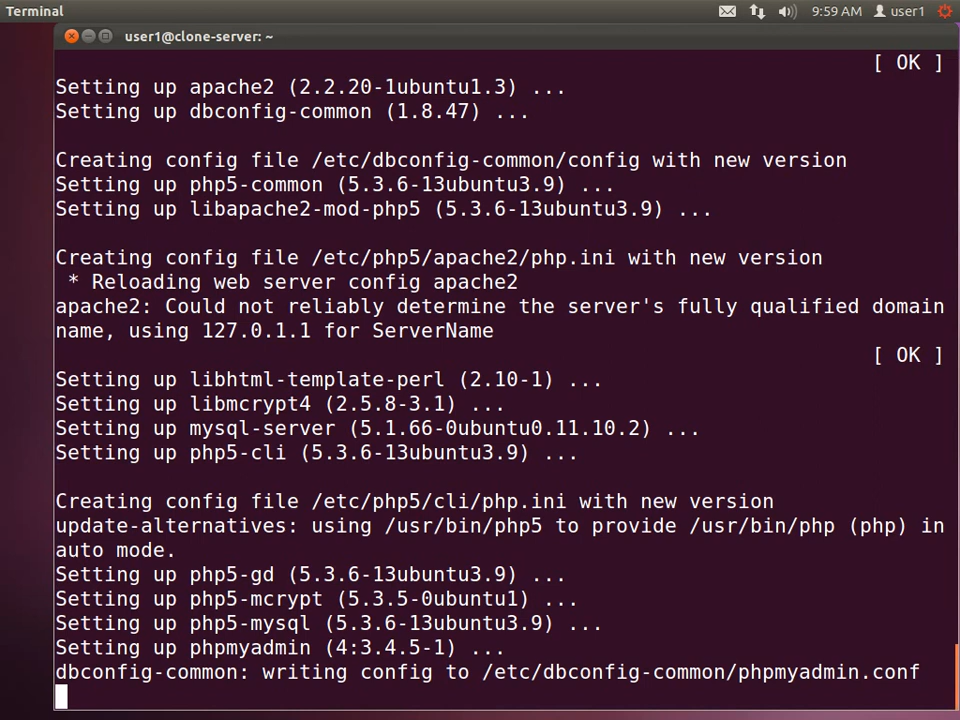 Terminal
9:59 AM
user1
user1@clone-server: ~
[ OK ]
Setting up apache2 (2.2.20-1ubuntu1.3) ...
Setting up dbconfig-common (1.8.47) ...
Creating config file /etc/dbconfig-common/config with new version
Setting up php5-common (5.3.6-13ubuntu3.9) ...
Setting up libapache2-mod-php5 (5.3.6-13ubuntu3.9) ...
Creating config file /etc/php5/apache2/php.ini with new version
* Reloading web server config apache2
apache2: Could not reliably determine the server's fully qualified domain
name, using 127.0.1.1 for ServerName
[ OK ]
Setting up libhtml-template-perl (2.10-1) ...
Setting up libmcrypt4 (2.5.8-3.1) ...
Setting up mysql-server (5.1.66-0ubuntu0.11.10.2) ...
Setting up php5-cli (5.3.6-13ubuntu3.9) ...
Creating config file /etc/php5/cli/php.ini with new version
update-alternatives: using /usr/bin/php5 to provide /usr/bin/php (php) in
auto mode.
Setting up php5-gd (5.3.6-13ubuntu3.9) ...
Setting up php5-mcrypt (5.3.5-0ubuntu1) ...
Setting up php5-mysql (5.3.6-13ubuntu3.9) ...
Setting up phpmyadmin (4:3.4.5-1) ...
dbconfig-common: writing config to /etc/dbconfig-common/phpmyadmin.conf